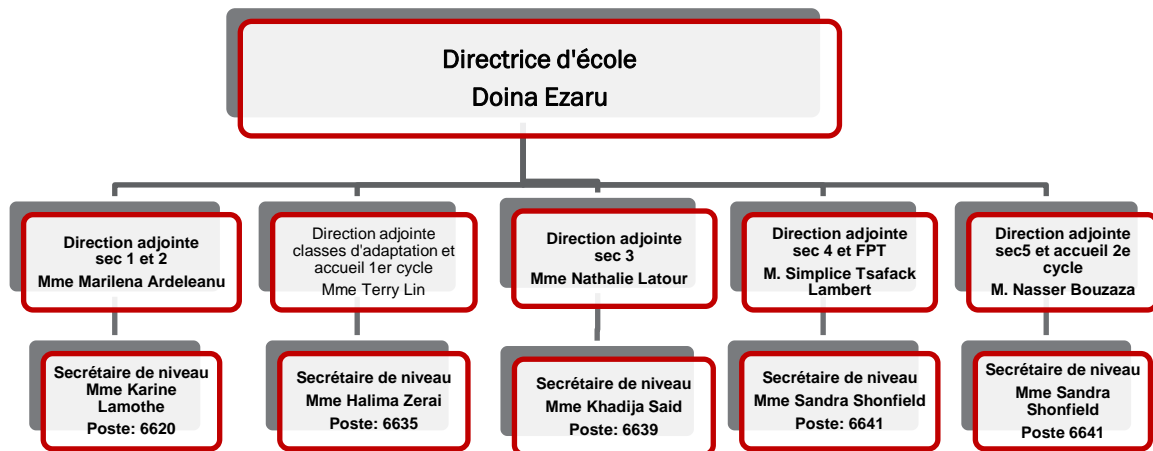 Directrice d'école
Doina Ezaru
Direction adjointe
sec 1 et 2
Mme Marilena Ardeleanu
Direction adjointe
classes d'adaptation et
accueil 1er cycle
Mme Terry Lin
Direction adjointe
sec 3
Mme Nathalie Latour
Direction adjointe
sec 4 et FPT
M. Simplice Tsafack
Lambert
Direction adjointe
sec5 et accueil 2e
cycle
M. Nasser Bouzaza
Secrétaire de niveau
Mme Karine
Lamothe
Poste: 6620
Secrétaire de niveau
Mme Halima Zerai
Poste: 6635
Secrétaire de niveau
Mme Khadija Said
Poste: 6639
Secrétaire de niveau
Mme Sandra Shonfield
Poste: 6641
Secrétaire de niveau
Mme Sandra
Shonfield
Poste 6641